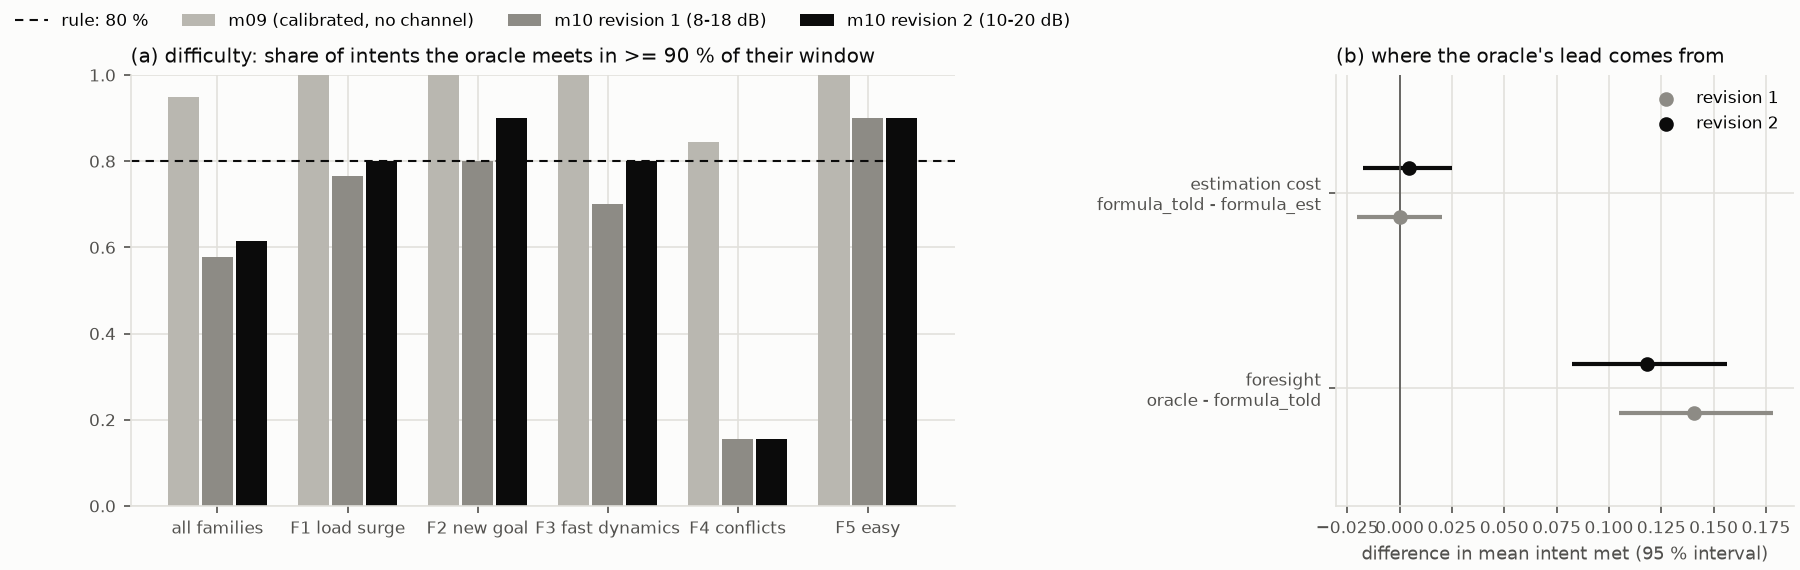 rule: 80 %
m09 (calibrated, no channel)
m10 revision 1 (8-18 dB)
m10 revision 2 (10-20 dB)
(a) difficulty: share of intents the oracle meets in >= 90 % of their window
1.0
0.8
0.6
0.4
0.2
0.0
all families
F1 load surge
F2 new goal
F3 fast dynamics
F4 conflicts
F5 easy
(b) where the oracle's lead comes from
revision 1
revision 2
estimation cost
formula_told - formula_est
foresight
oracle - formula_told
−0.025 0.000 0.025 0.050 0.075 0.100 0.125 0.150 0.175
difference in mean intent met (95 % interval)